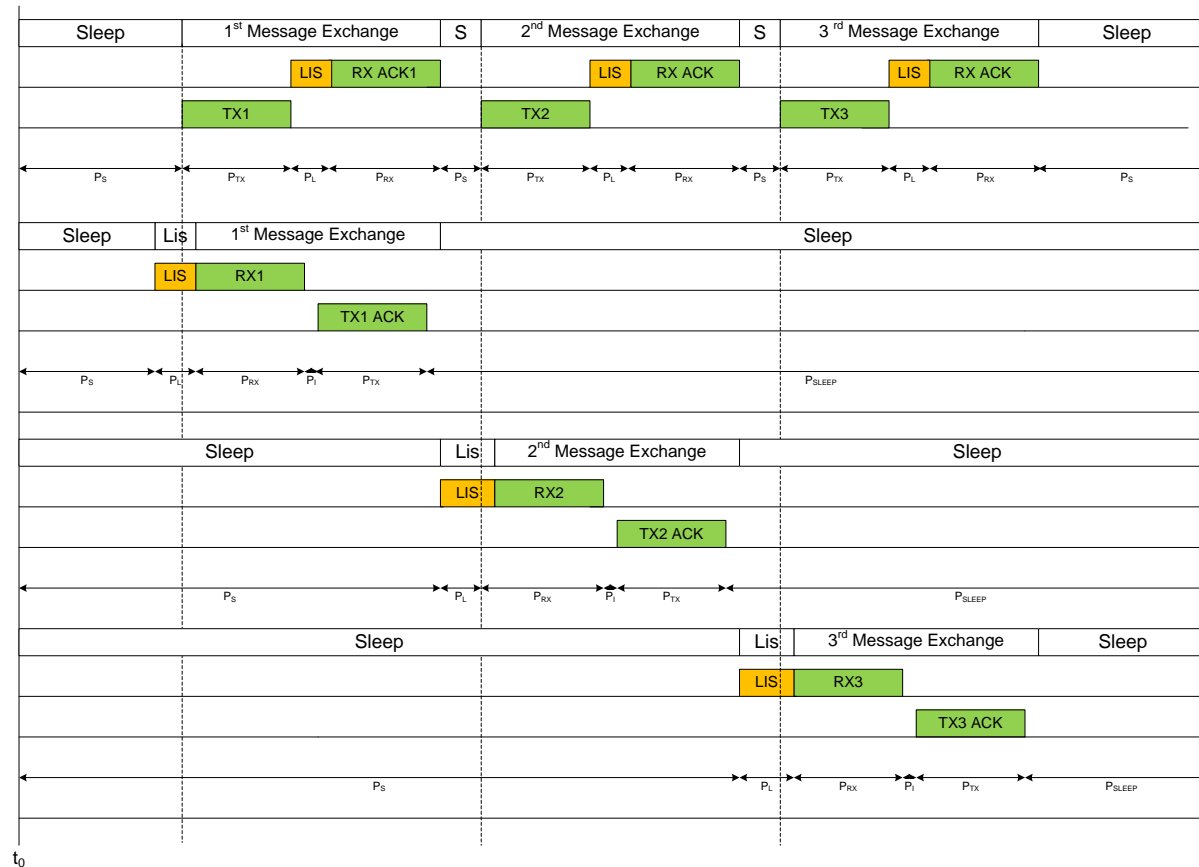 Sleep 1st Message Exchange S 2nd Message Exchange S 3rd Message Exchange Sleep
LIS RX ACK1 LIS RX ACK LIS RX ACK
TX1 TX2 TX3
PS PTX PL PRX PS PTX PL PRX PS PTX PL PRX PS
Sleep Lis 1st Message Exchange Sleep
LIS RX1
TX1 ACK
PS PL PRX PI PTX PSLEEP
Sleep Lis 2nd Message Exchange Sleep
LIS RX2
TX2 ACK
PS PL PRX PI PTX PSLEEP
Sleep Lis 3rd Message Exchange Sleep
LIS RX3
TX3 ACK
PS PL PRX PI PTX PSLEEP
t0